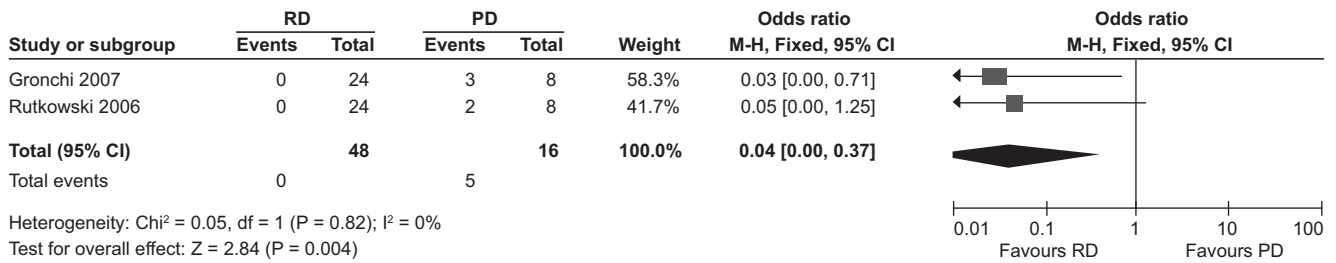 RD PD Odds ratio Odds ratio
Study or subgroup Events Total Events Total Weight M-H, Fixed, 95% CI M-H, Fixed, 95% CI
Gronchi 2007 0 24 3 8 58.3% 0.03 [0.00, 0.71]
Rutkowski 2006 0 24 2 8 41.7% 0.05 [0.00, 1.25]
Total (95% CI) 48 16 100.0% 0.04 [0.00, 0.37]
Total events 0 5
Heterogeneity: Chi² = 0.05, df = 1 (P = 0.82); I² = 0%
Test for overall effect: Z = 2.84 (P = 0.004)
0.01 0.1 1 10 100
Favours RD Favours PD